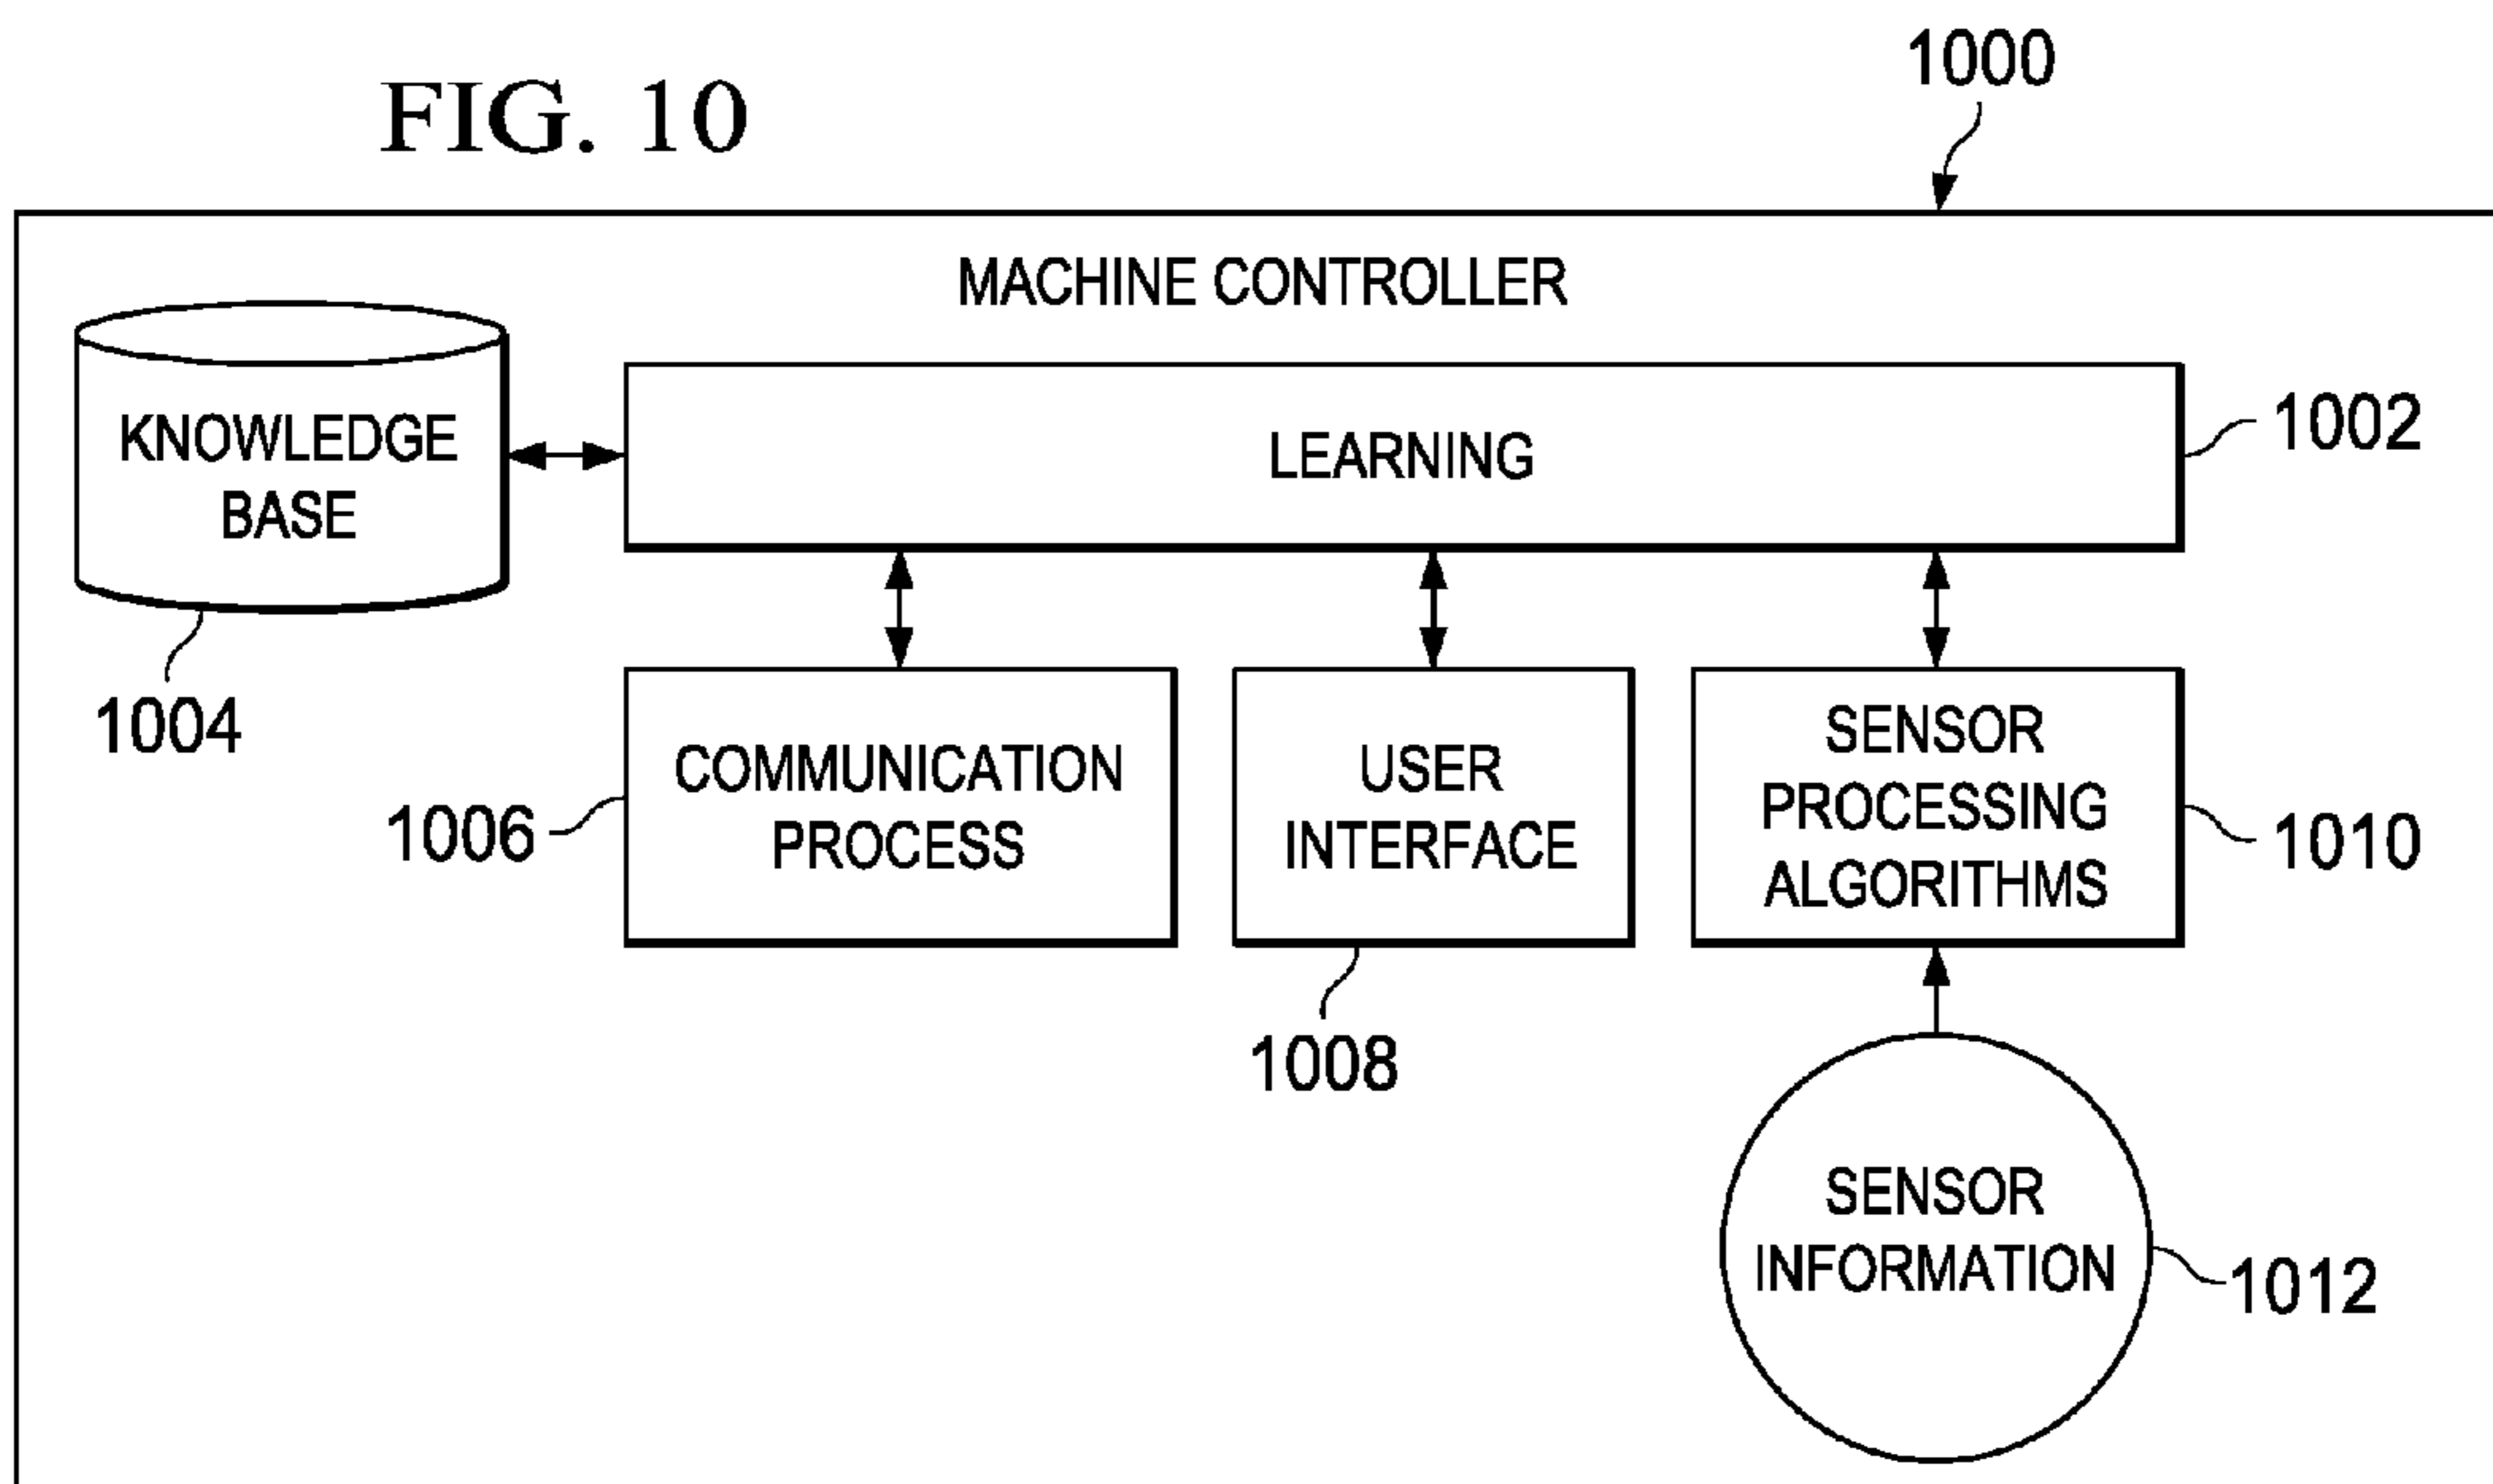 FIG. 10
1000
MACHINE CONTROLLER
KNOWLEDGE
BASE
1004
LEARNING
1002
COMMUNICATION
PROCESS
1006
USER
INTERFACE
1008
SENSOR
PROCESSING
ALGORITHMS
1010
SENSOR
INFORMATION
1012